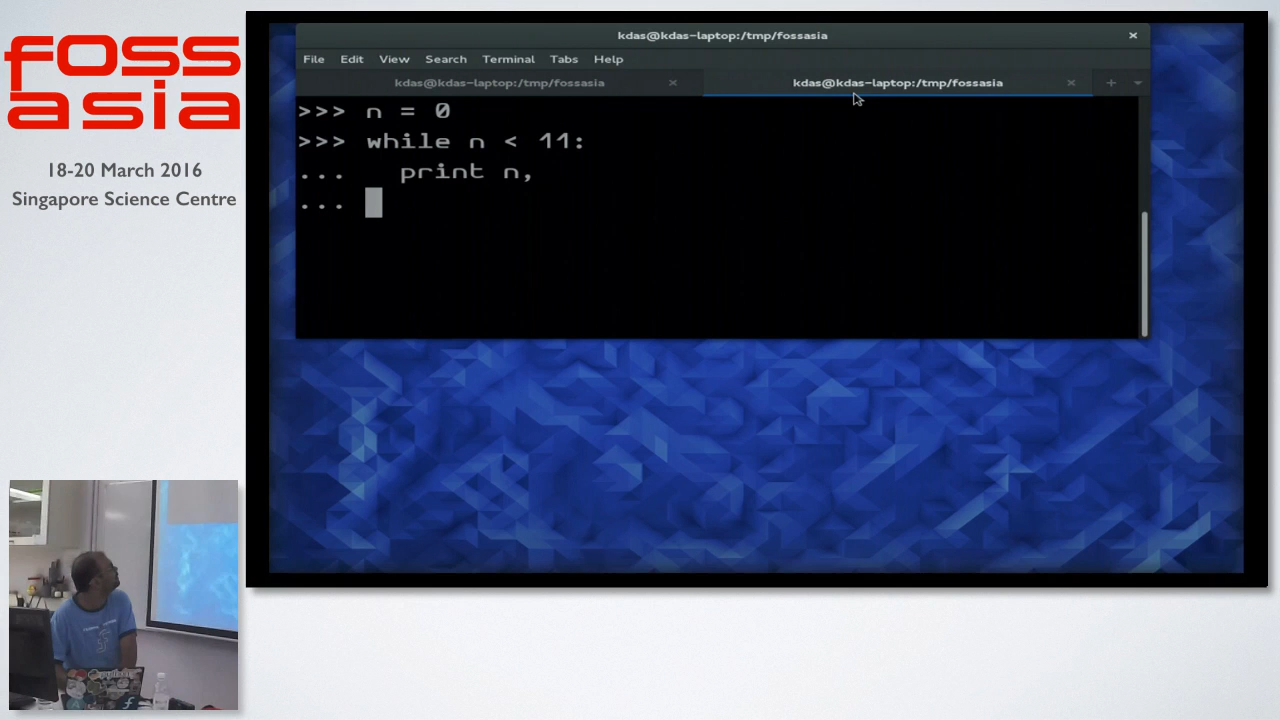 foss
asia
18-20 March 2016
Singapore Science Centre
kdas@kdas-laptop:/tmp/fossasia
File Edit View Search Terminal Tabs Help
kdas@kdas-laptop:/tmp/fossasia
kdas@kdas-laptop:/tmp/fossasia
>>> n = 0
>>> while n < 11:
... print n,
...